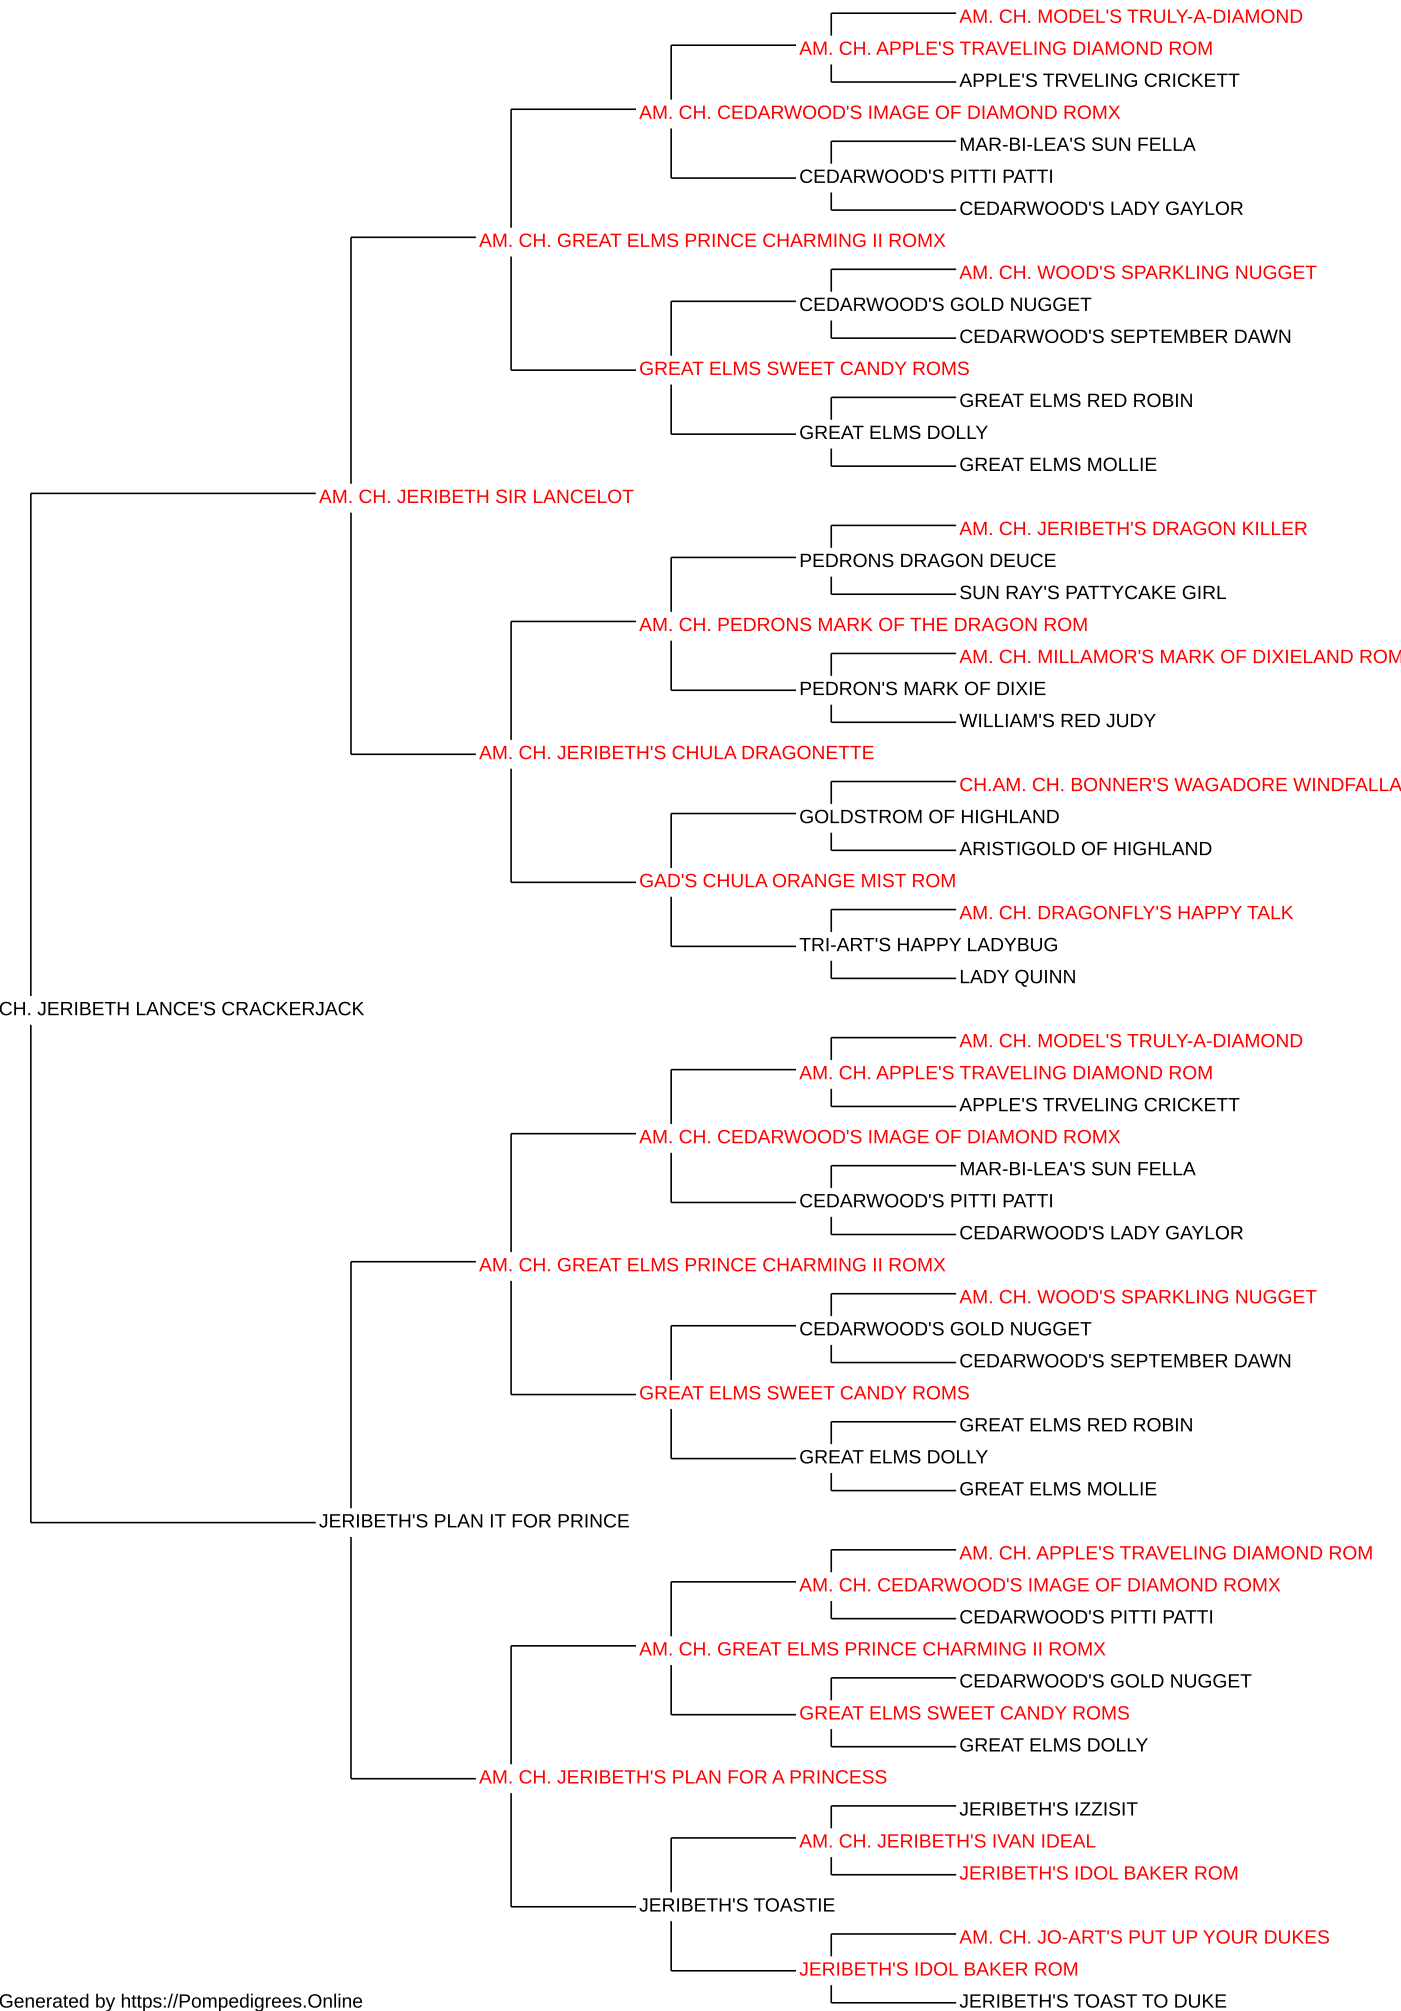 AM. CH. MODEL'S TRULY-A-DIAMOND
AM. CH. APPLE'S TRAVELING DIAMOND ROM
APPLE'S TRVELING CRICKETT
AM. CH. CEDARWOOD'S IMAGE OF DIAMOND ROMX
MAR-BI-LEA'S SUN FELLA
CEDARWOOD'S PITTI PATTI
CEDARWOOD'S LADY GAYLOR
AM. CH. GREAT ELMS PRINCE CHARMING II ROMX
AM. CH. WOOD'S SPARKLING NUGGET
CEDARWOOD'S GOLD NUGGET
CEDARWOOD'S SEPTEMBER DAWN
GREAT ELMS SWEET CANDY ROMS
GREAT ELMS RED ROBIN
GREAT ELMS DOLLY
GREAT ELMS MOLLIE
AM. CH. JERIBETH SIR LANCELOT
AM. CH. JERIBETH'S DRAGON KILLER
PEDRONS DRAGON DEUCE
SUN RAY'S PATTYCAKE GIRL
AM. CH. PEDRONS MARK OF THE DRAGON ROM
AM. CH. MILLAMOR'S MARK OF DIXIELAND ROM
PEDRON'S MARK OF DIXIE
WILLIAM'S RED JUDY
AM. CH. JERIBETH'S CHULA DRAGONETTE
CH.AM. CH. BONNER'S WAGADORE WINDFALLA
GOLDSTROM OF HIGHLAND
ARISTIGOLD OF HIGHLAND
GAD'S CHULA ORANGE MIST ROM
AM. CH. DRAGONFLY'S HAPPY TALK
TRI-ART'S HAPPY LADYBUG
LADY QUINN
CH. JERIBETH LANCE'S CRACKERJACK
AM. CH. MODEL'S TRULY-A-DIAMOND
AM. CH. APPLE'S TRAVELING DIAMOND ROM
APPLE'S TRVELING CRICKETT
AM. CH. CEDARWOOD'S IMAGE OF DIAMOND ROMX
MAR-BI-LEA'S SUN FELLA
CEDARWOOD'S PITTI PATTI
CEDARWOOD'S LADY GAYLOR
AM. CH. GREAT ELMS PRINCE CHARMING II ROMX
AM. CH. WOOD'S SPARKLING NUGGET
CEDARWOOD'S GOLD NUGGET
CEDARWOOD'S SEPTEMBER DAWN
GREAT ELMS SWEET CANDY ROMS
GREAT ELMS RED ROBIN
GREAT ELMS DOLLY
GREAT ELMS MOLLIE
JERIBETH'S PLAN IT FOR PRINCE
AM. CH. APPLE'S TRAVELING DIAMOND ROM
AM. CH. CEDARWOOD'S IMAGE OF DIAMOND ROMX
CEDARWOOD'S PITTI PATTI
AM. CH. GREAT ELMS PRINCE CHARMING II ROMX
CEDARWOOD'S GOLD NUGGET
GREAT ELMS SWEET CANDY ROMS
GREAT ELMS DOLLY
AM. CH. JERIBETH'S PLAN FOR A PRINCESS
JERIBETH'S IZZISIT
AM. CH. JERIBETH'S IVAN IDEAL
JERIBETH'S IDOL BAKER ROM
JERIBETH'S TOASTIE
AM. CH. JO-ART'S PUT UP YOUR DUKES
JERIBETH'S IDOL BAKER ROM
JERIBETH'S TOAST TO DUKE
Generated by https://Pompedigrees.Online